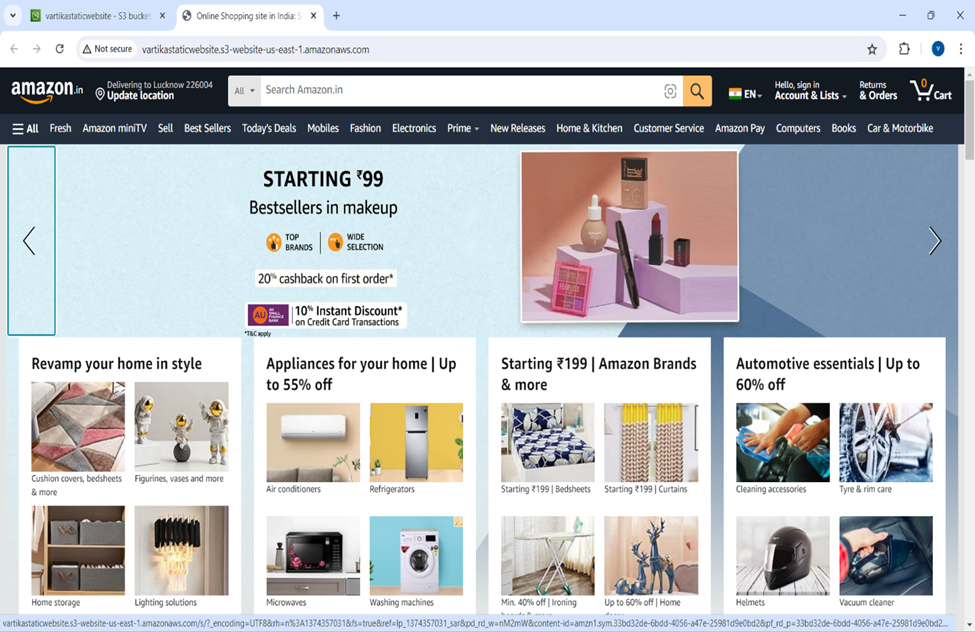 vartikastaticwebsite - S3 bucket
Online Shopping site in India: S
Not secure
vartikastaticwebsite.s3-website-us-east-1.amazonaws.com
V
amazon.in
Delivering to Lucknow 226004
Update location
All
Search Amazon.in
EN
Hello, sign in
Account & Lists
Returns
& Orders
0
Cart
All Fresh Amazon miniTV Sell Best Sellers Today's Deals Mobiles Fashion Electronics Prime New Releases Home & Kitchen Customer Service Amazon Pay Computers Books Car & Motorbike
STARTING ₹99
Bestsellers in makeup
TOP
BRANDS
WIDE
SELECTION
20% cashback on first order*
AU
SMALL
FINANCE
BANK
10% Instant Discount*
on Credit Card Transactions
*T&C apply
Revamp your home in style
Cushion covers, bedsheets
& more
Figurines, vases and more
Home storage
Lighting solutions
Appliances for your home | Up
to 55% off
Air conditioners
Refrigerators
Microwaves
Washing machines
Starting ₹199 | Amazon Brands
& more
Starting ₹199 | Bedsheets
Starting ₹199 | Curtains
Min. 40% off | Ironing
boards & more
Up to 60% off | Home
decor
Automotive essentials | Up to
60% off
Cleaning accessories
Tyre & rim care
Helmets
Vacuum cleaner
vartikastaticwebsite.s3-website-us-east-1.amazonaws.com/s/?_encoding=UTF8&rh=n%3A1374357031&fs=true&ref=lp_1374357031_sar&pd_rd_w=nM2mW&content-id=amzn1.sym.33bd32de-6bdd-4056-a47e-25981d9e0bd2&pf_rd_p=33bd32de-6bdd-4056-a47e-25981d9e0bd2...